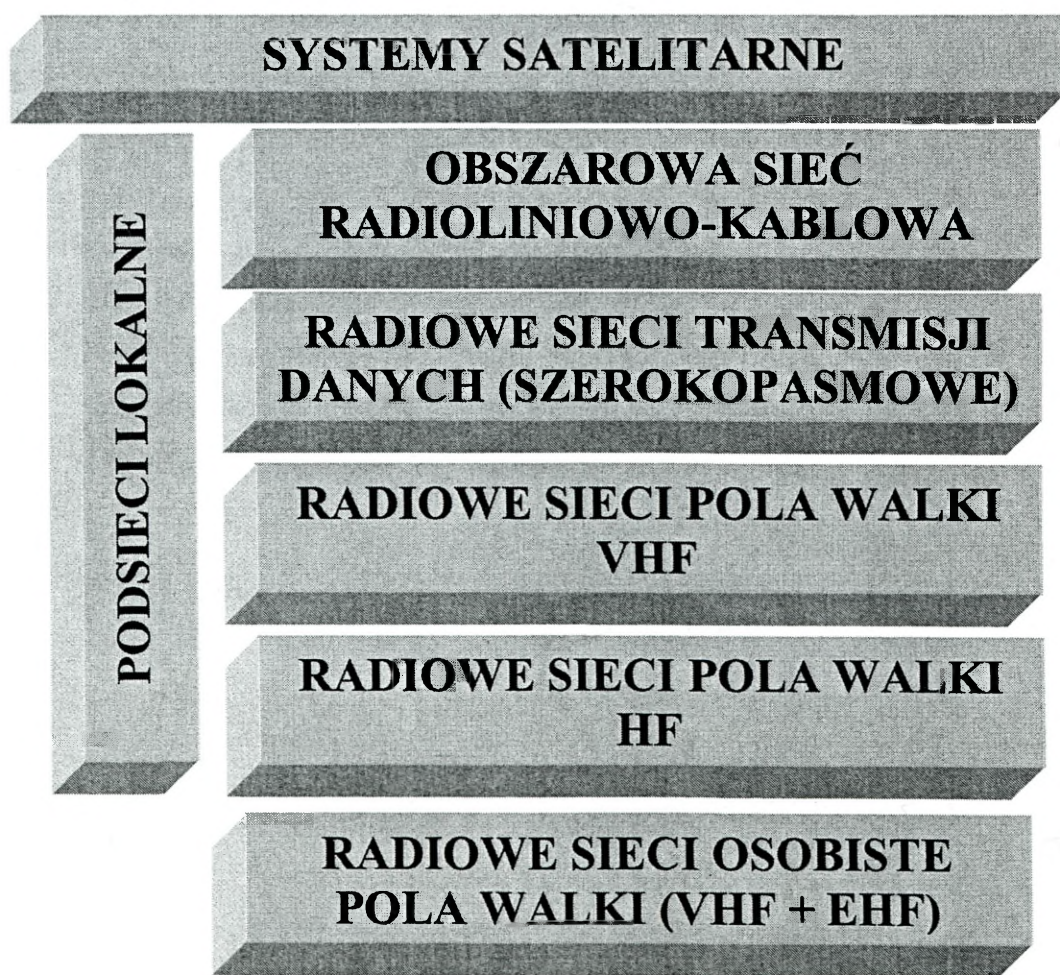 SYSTEMY SATELITARNE
PODSIECI LOKALNE
OBSZAROWA SIEĆ
RADIOLINIOWO-KABLOWA
RADIOWE SIECI TRANSMISJI
DANYCH (SZEROKOPASMOWE)
RADIOWE SIECI POLA WALKI
VHF
RADIOWE SIECI POLA WALKI
HF
RADIOWE SIECI OSOBISTE
POLA WALKI (VHF + EHF)